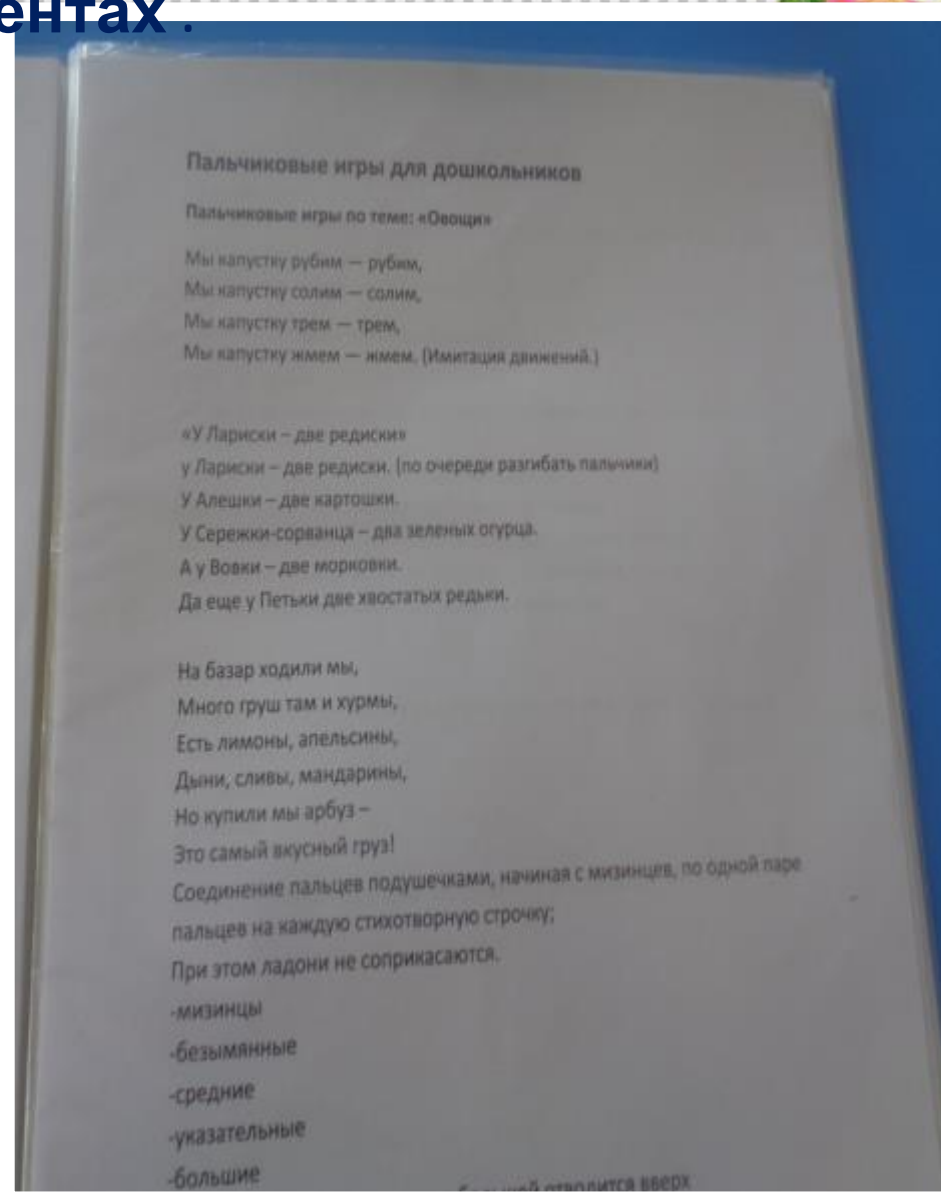 ентах .
Пальчиковые игры для дошкольников
Пальчиковые игры по теме: «Овощи»
Мы капустку рубим — рубим,
Мы капустку солим — солим,
Мы капустку трем — трем,
Мы капустку жмем — жмем. (Имитация движений.)
«У Лариски – две редиски»
у Лариски – две редиски. (по очереди разгибать пальчики)
У Алешки – две картошки.
У Сережки-сорванца – два зеленых огурца.
А у Вовки – две морковки.
Да еще у Петьки две хвостатых редьки.
На базар ходили мы,
Много груш там и хурмы,
Есть лимоны, апельсины,
Дыни, сливы, мандарины,
Но купили мы арбуз –
Это самый вкусный груз!
Соединение пальцев подушечками, начиная с мизинцев, по одной паре
пальцев на каждую стихотворную строчку;
При этом ладони не соприкасаются.
-мизинцы
-безымянные
-средние
-указательные
-большие
отводится вверх